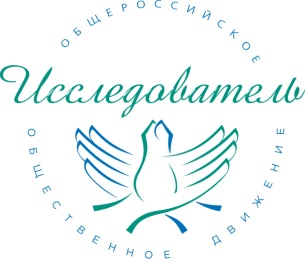 ОБЩЕРОССИЙСКОЕ
Исследователь
ОБЩЕСТВЕННОЕ ДВИЖЕНИЕ